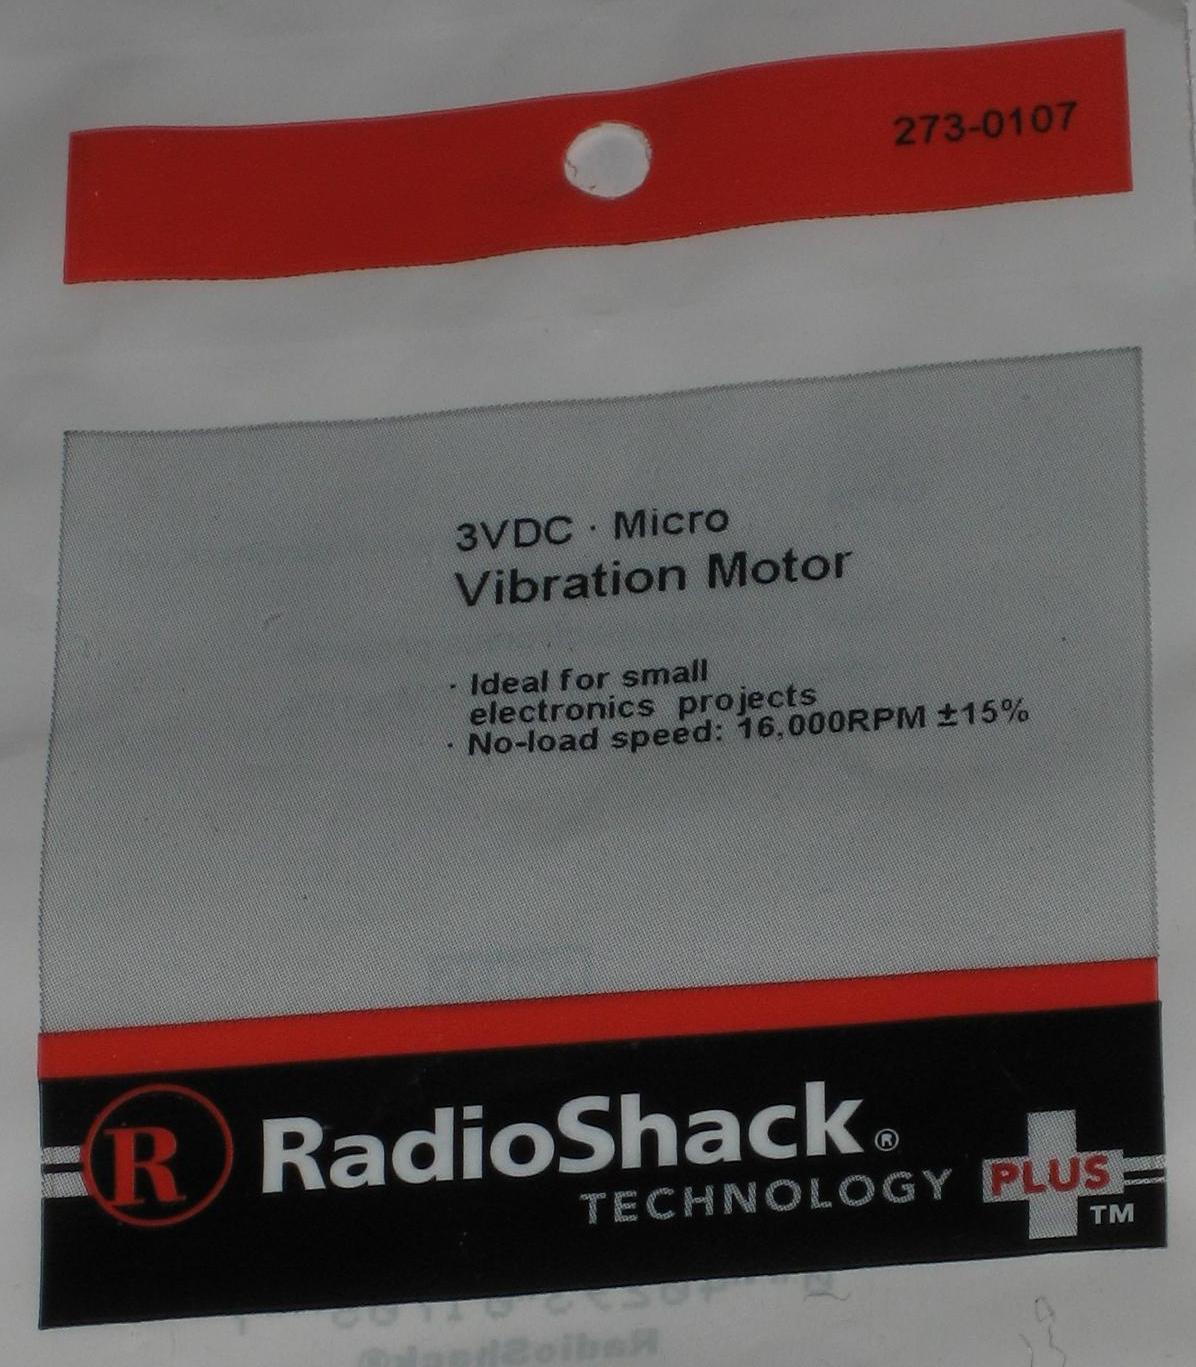 273-0107
3VDC · Micro
Vibration Motor
· Ideal for small
electronics projects
· No-load speed: 16,000RPM ±15%
R RadioShack®
TECHNOLOGY PLUS TM
RadioShack®